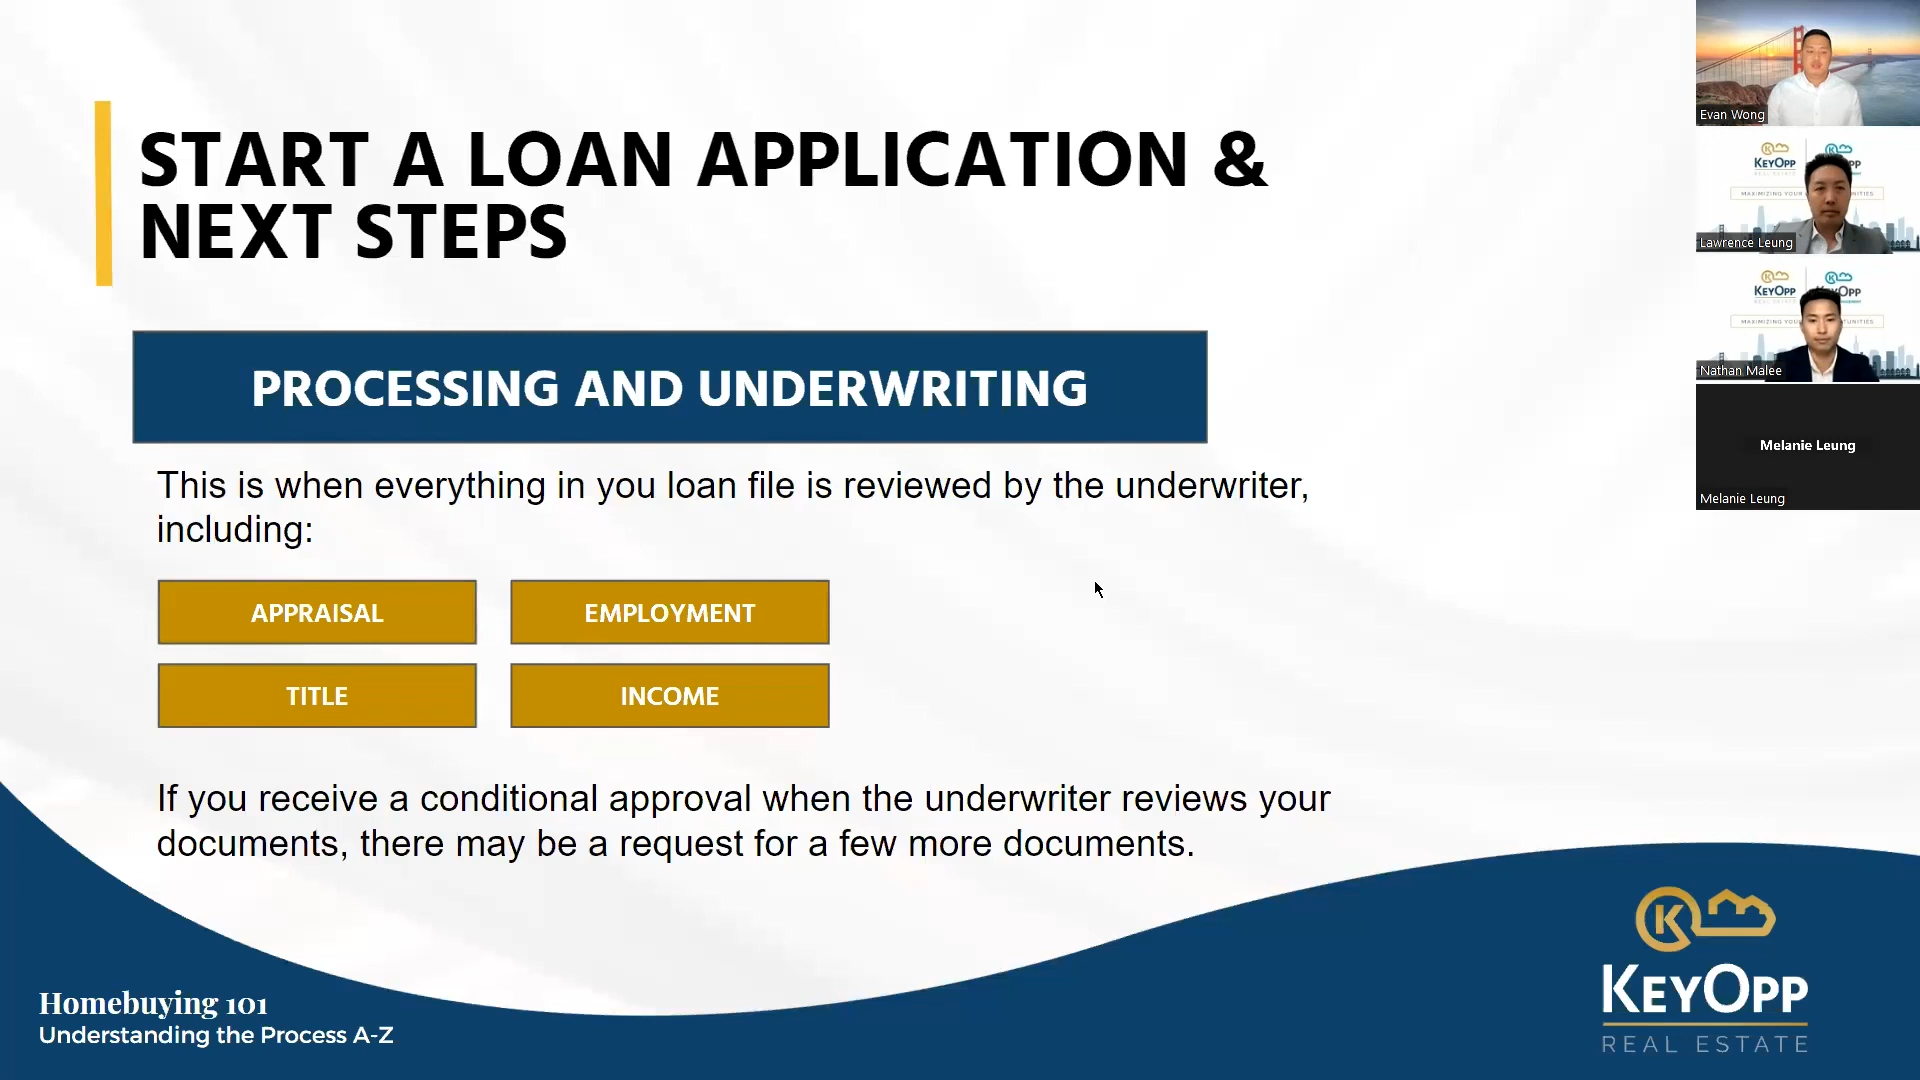 START A LOAN APPLICATION &
NEXT STEPS
PROCESSING AND UNDERWRITING
This is when everything in you loan file is reviewed by the underwriter,
including:
APPRAISAL
EMPLOYMENT
TITLE
INCOME
If you receive a conditional approval when the underwriter reviews your
documents, there may be a request for a few more documents.
Homebuying 101
Understanding the Process A-Z
K
KEYOPP
REAL ESTATE
Evan Wong
KEYOPP
Lawrence Leung
KEYOPP
Nathan Malee
Melanie Leung
Melanie Leung